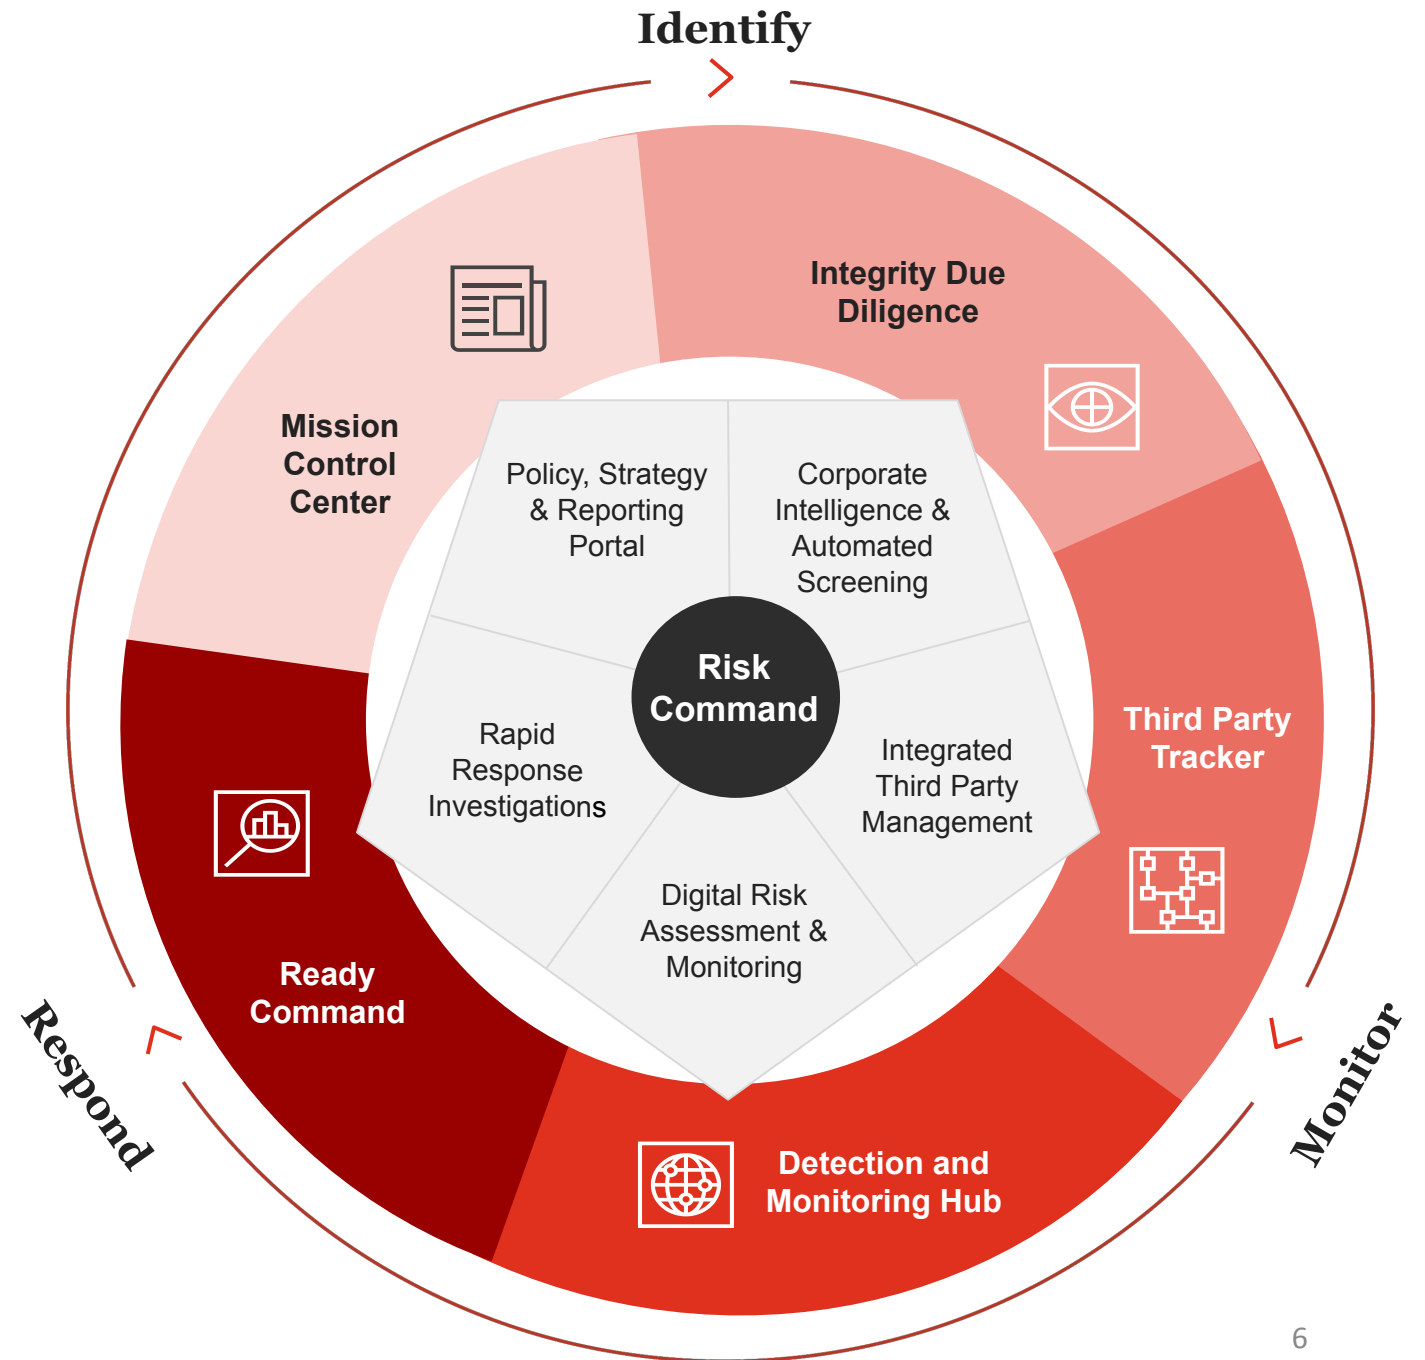 Identify
Integrity Due
Diligence
Mission
Control
Center
Policy, Strategy
& Reporting
Portal
Corporate
Intelligence &
Automated
Screening
Risk
Command
Third Party
Tracker
Rapid
Response
Investigations
Integrated
Third Party
Management
Digital Risk
Assessment &
Monitoring
Ready
Command
Respond
Monitor
Detection and
Monitoring Hub
6